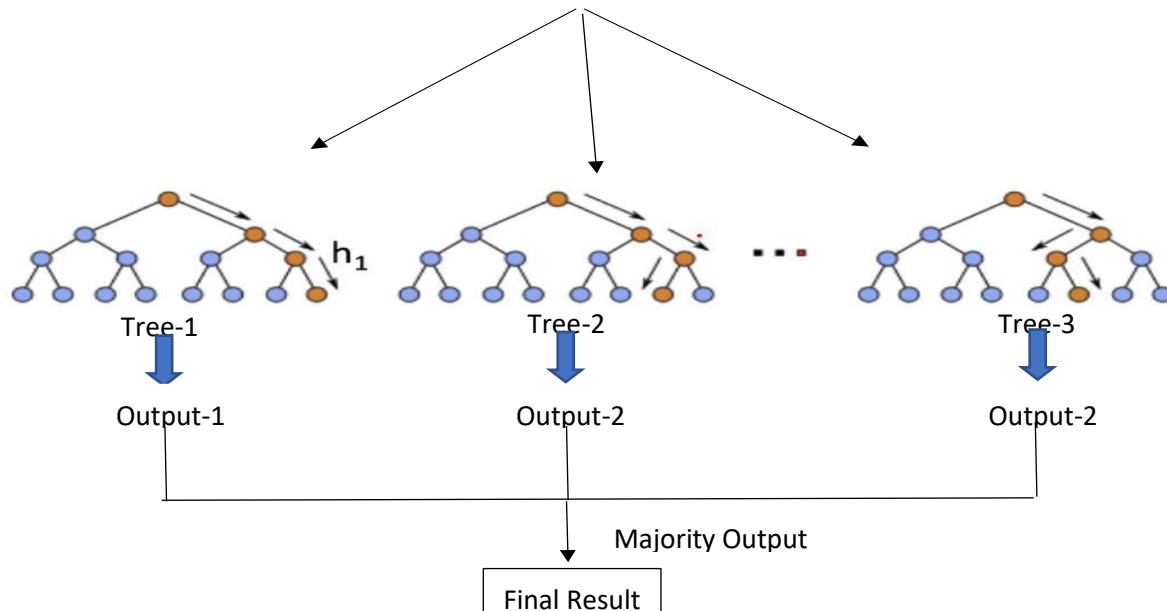 h₁
Tree-1
Tree-2
Tree-3
Output-1
Output-2
Output-2
Majority Output
Final Result